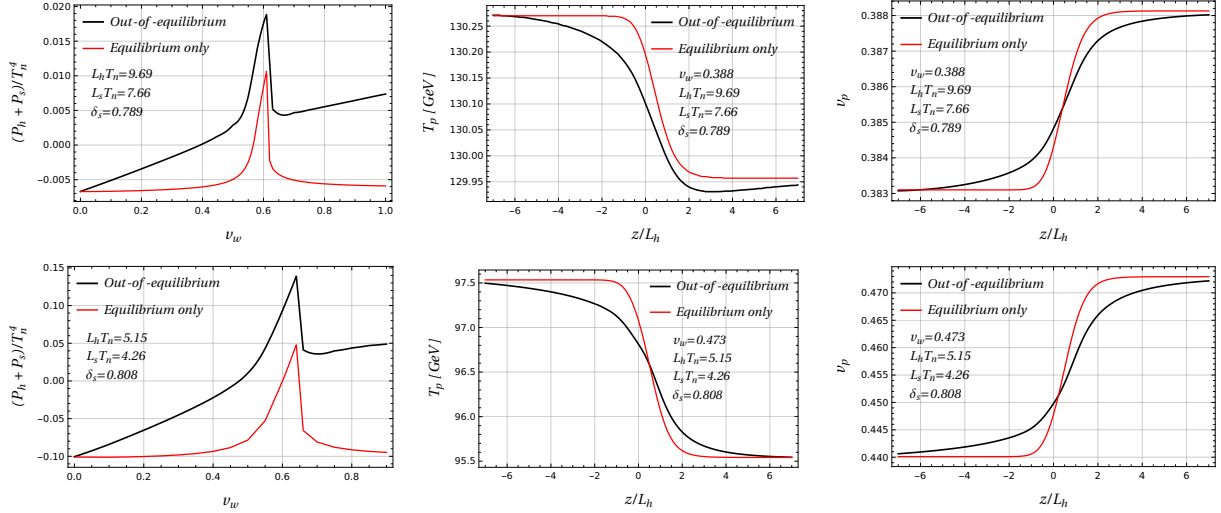 (P_h + P_s)/T_n^4
0.020
0.015
0.010
0.005
0.000
−0.005
Out-of-equilibrium
Equilibrium only
L_hT_n=9.69
L_sT_n=7.66
δ_s=0.789
0.0 0.2 0.4 0.6 0.8 1.0
v_w
T_p [GeV]
130.25
130.20
130.15
130.10
130.05
130.00
129.95
Out-of-equilibrium
Equilibrium only
v_w=0.388
L_hT_n=9.69
L_sT_n=7.66
δ_s=0.789
−6 −4 −2 0 2 4 6
z/L_h
v_p
0.388
0.387
0.386
0.385
0.384
0.383
Out-of-equilibrium
Equilibrium only
v_w=0.388
L_hT_n=9.69
L_sT_n=7.66
δ_s=0.789
−6 −4 −2 0 2 4 6
z/L_h
(P_h + P_s)/T_n^4
0.15
0.10
0.05
0.00
−0.05
−0.10
Out-of-equilibrium
Equilibrium only
L_hT_n=5.15
L_sT_n=4.26
δ_s=0.808
0.0 0.2 0.4 0.6 0.8 1.0
v_w
T_p [GeV]
97.5
97.0
96.5
96.0
95.5
Out-of-equilibrium
Equilibrium only
v_w=0.473
L_hT_n=5.15
L_sT_n=4.26
δ_s=0.808
−6 −4 −2 0 2 4 6
z/L_h
v_p
0.470
0.465
0.460
0.455
0.450
0.445
0.440
Out-of-equilibrium
Equilibrium only
v_w=0.473
L_hT_n=5.15
L_sT_n=4.26
δ_s=0.808
−6 −4 −2 0 2 4 6
z/L_h